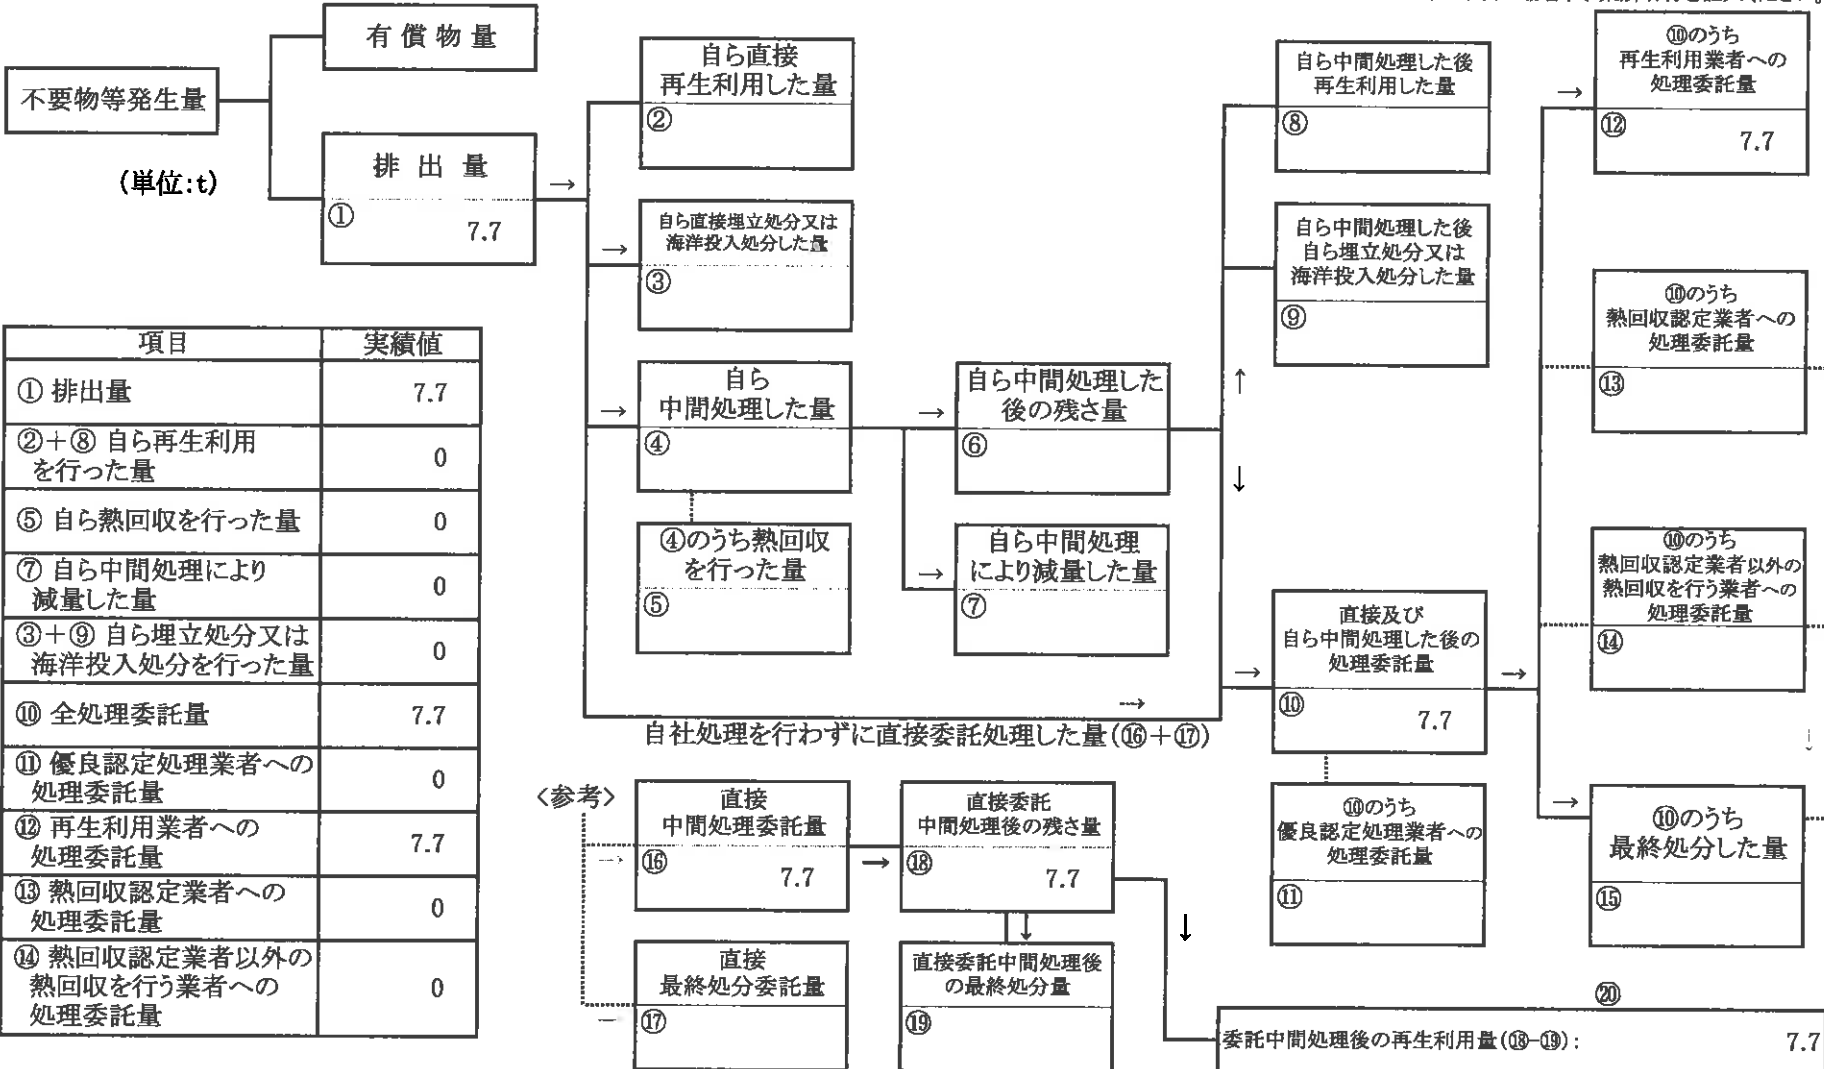 有償物量
不要物等発生量
(単位:t)
排出量
①
7.7
→
自ら直接
再生利用した量
②
→
自ら直接埋立処分又は
海洋投入処分した量
③
→
自ら
中間処理した量
④
④のうち熱回収
を行った量
⑤
→
自ら中間処理した
後の残さ量
⑥
→
自ら中間処理
により減量した量
⑦
↑
↓
自ら中間処理した後
再生利用した量
⑧
自ら中間処理した後
自ら埋立処分又は
海洋投入処分した量
⑨
→
直接及び
自ら中間処理した後の
処理委託量
⑩
7.7
→
⑩のうち
優良認定処理業者への
処理委託量
⑪
→
⑩のうち
再生利用業者への
処理委託量
⑫
7.7
⑩のうち
熱回収認定業者への
処理委託量
⑬
⑩のうち
熱回収認定業者以外の
熱回収を行う業者への
処理委託量
⑭
→
⑩のうち
最終処分した量
⑮
→
自社処理を行わずに直接委託処理した量(⑯+⑰)
項目 実績値
① 排出量 7.7
②+⑧ 自ら再生利用
を行った量 0
⑤ 自ら熱回収を行った量 0
⑦ 自ら中間処理により
減量した量 0
③+⑨ 自ら埋立処分又は
海洋投入処分を行った量 0
⑩ 全処理委託量 7.7
⑪ 優良認定処理業者への
処理委託量 0
⑫ 再生利用業者への
処理委託量 7.7
⑬ 熱回収認定業者への
処理委託量 0
⑭ 熱回収認定業者以外の
熱回収を行う業者への 0
処理委託量
〈参考〉
→
直接
中間処理委託量
⑯
7.7
→
直接委託
中間処理後の残さ量
⑱
7.7
↓
↓
直接
最終処分委託量
⑰
直接委託中間処理後
の最終処分量
⑲
⑳
委託中間処理後の再生利用量(⑱-⑲): 7.7